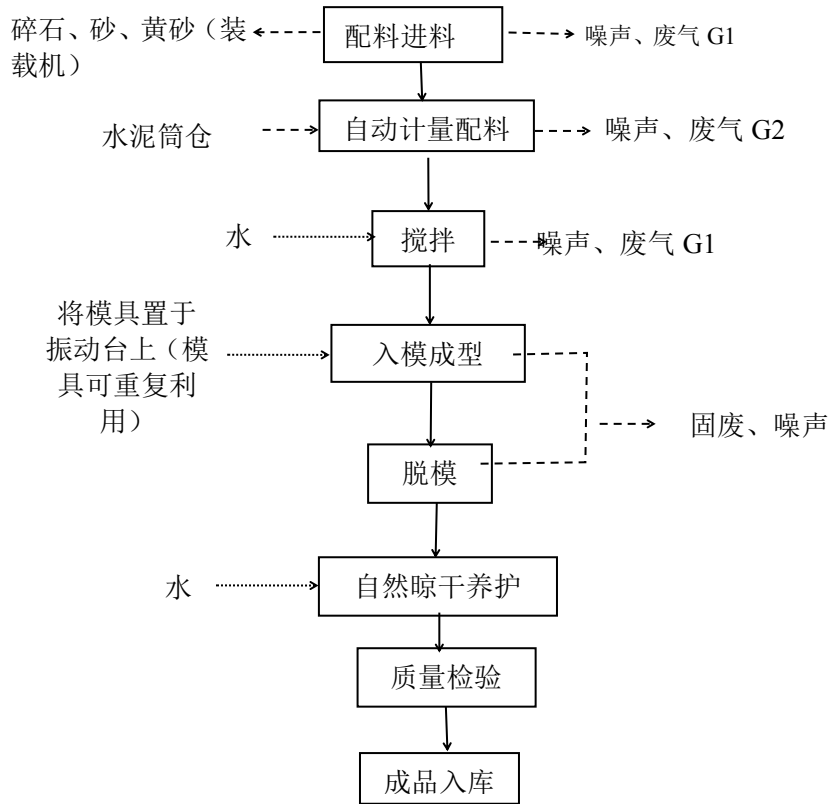 碎石、砂、黄砂（装
载机）
配料进料
噪声、废气 G1
水泥筒仓
自动计量配料
噪声、废气 G2
水
搅拌
噪声、废气 G1
将模具置于
振动台上（模
具可重复利
用）
入模成型
固废、噪声
脱模
水
自然晾干养护
质量检验
成品入库